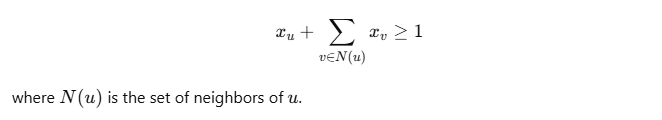 x_u + ∑_{v∈N(u)} x_v ≥ 1
where N(u) is the set of neighbors of u.